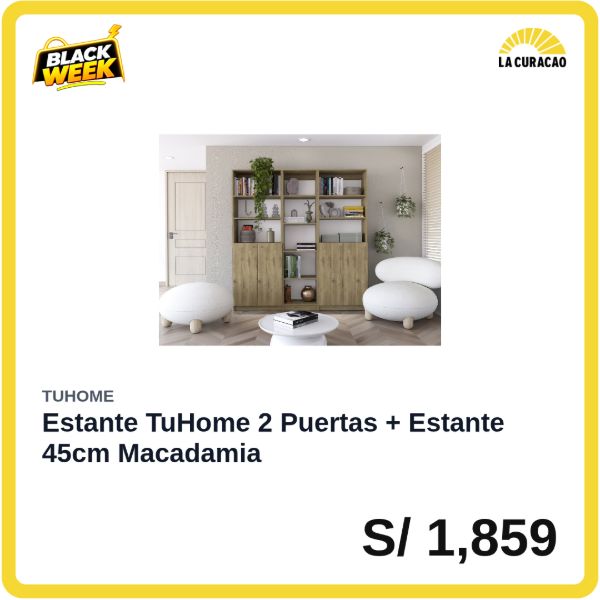 BLACK
WEEK
LA CURACAO
TUHOME
Estante TuHome 2 Puertas + Estante
45cm Macadamia
S/ 1,859